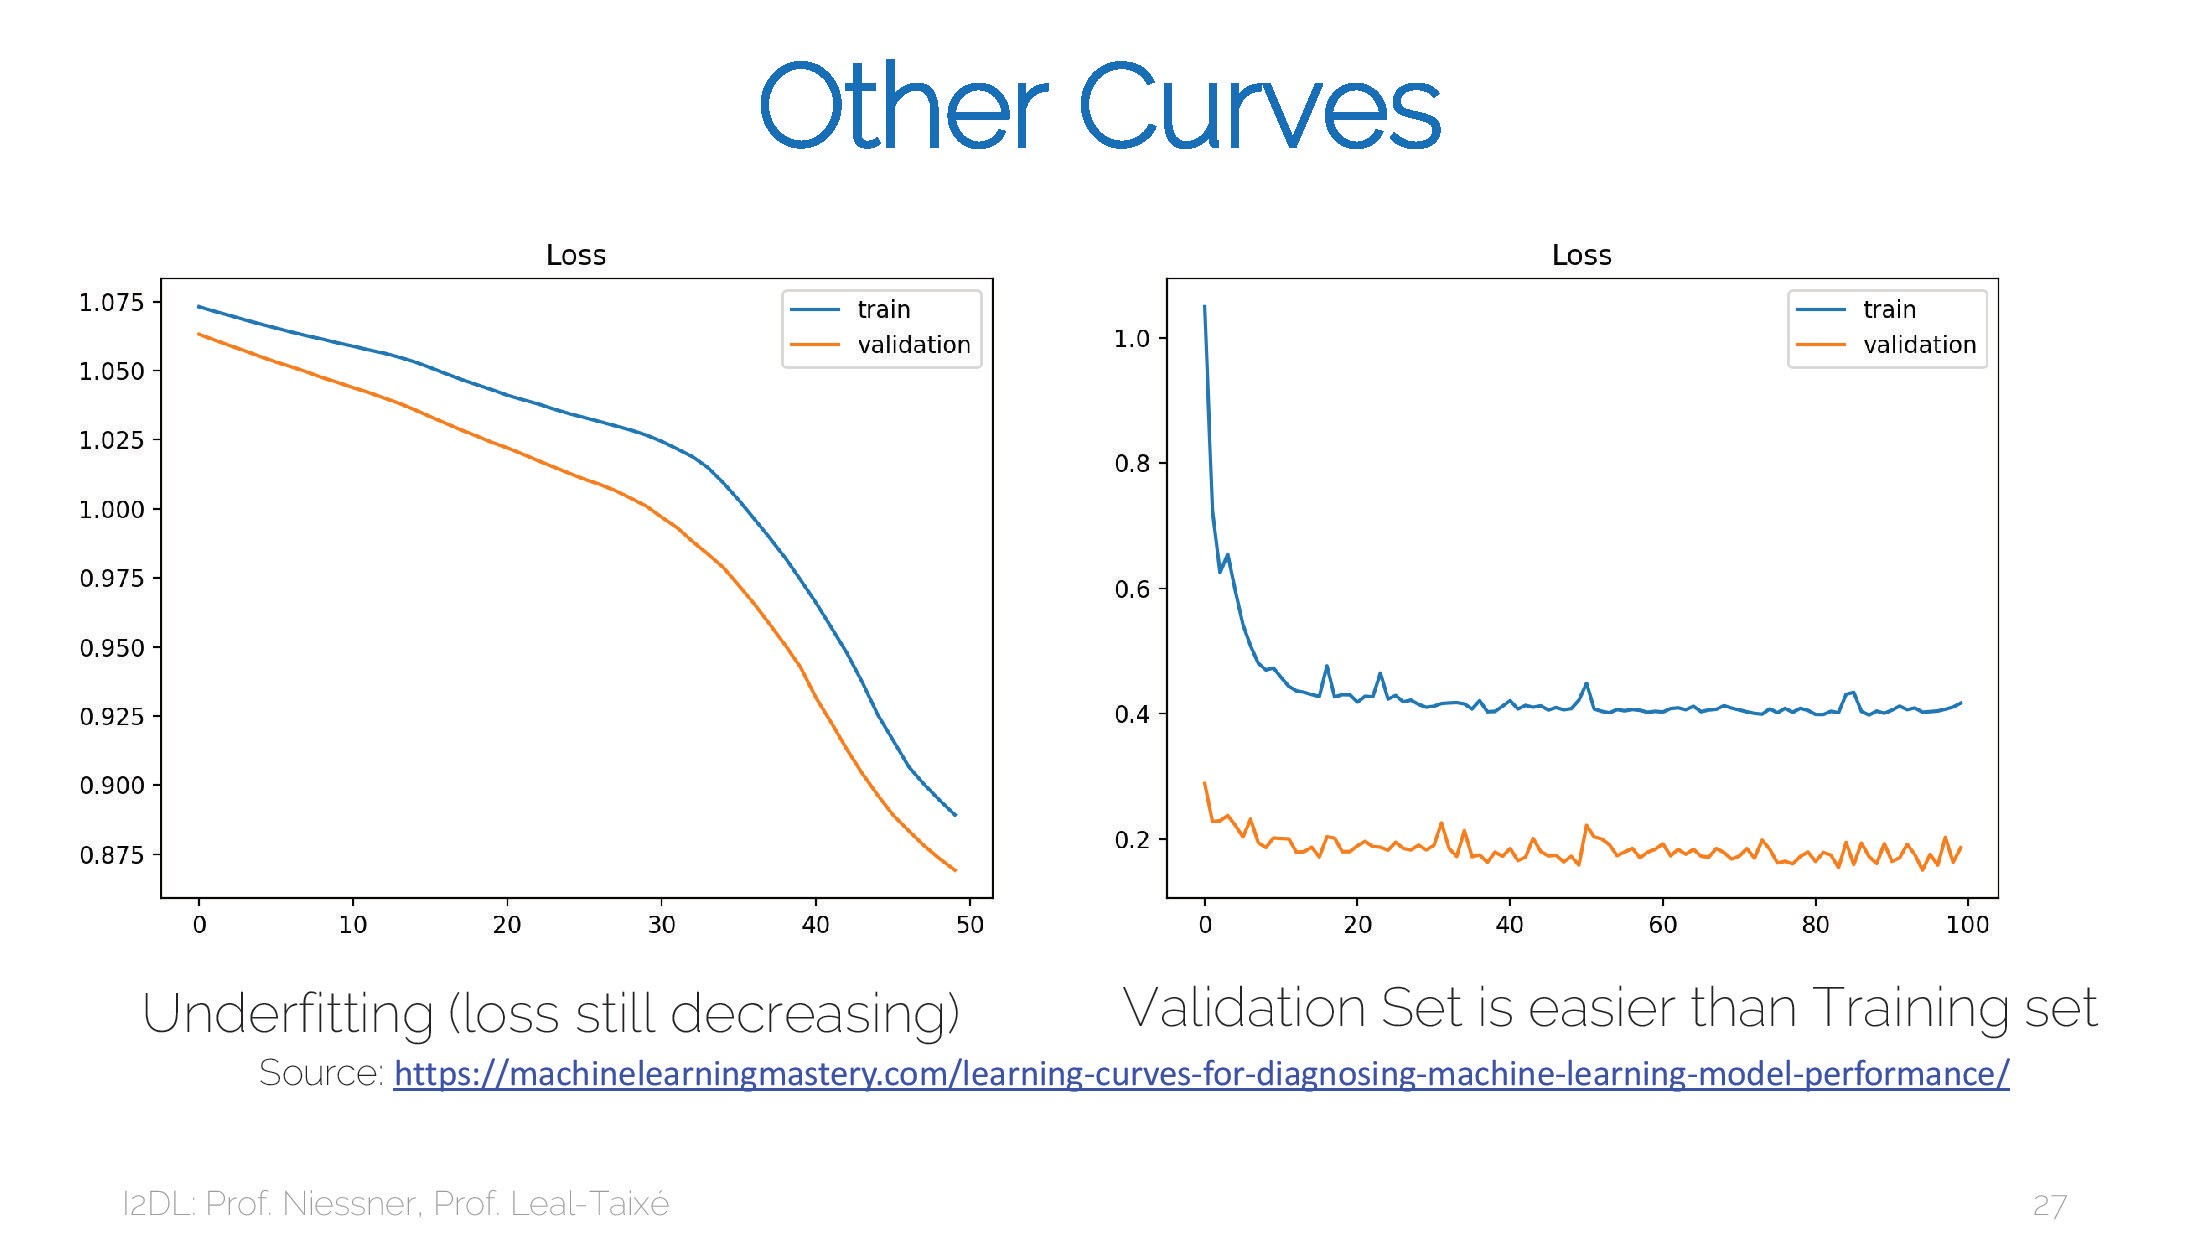 Other Curves
Loss
train
validation
1.075
1.050
1.025
1.000
0.975
0.950
0.925
0.900
0.875
0 10 20 30 40 50
Loss
train
validation
1.0
0.8
0.6
0.4
0.2
0 20 40 60 80 100
Underfitting (loss still decreasing)
Validation Set is easier than Training set
Source: https://machinelearningmastery.com/learning-curves-for-diagnosing-machine-learning-model-performance/
I2DL: Prof. Niessner, Prof. Leal-Taixé
27